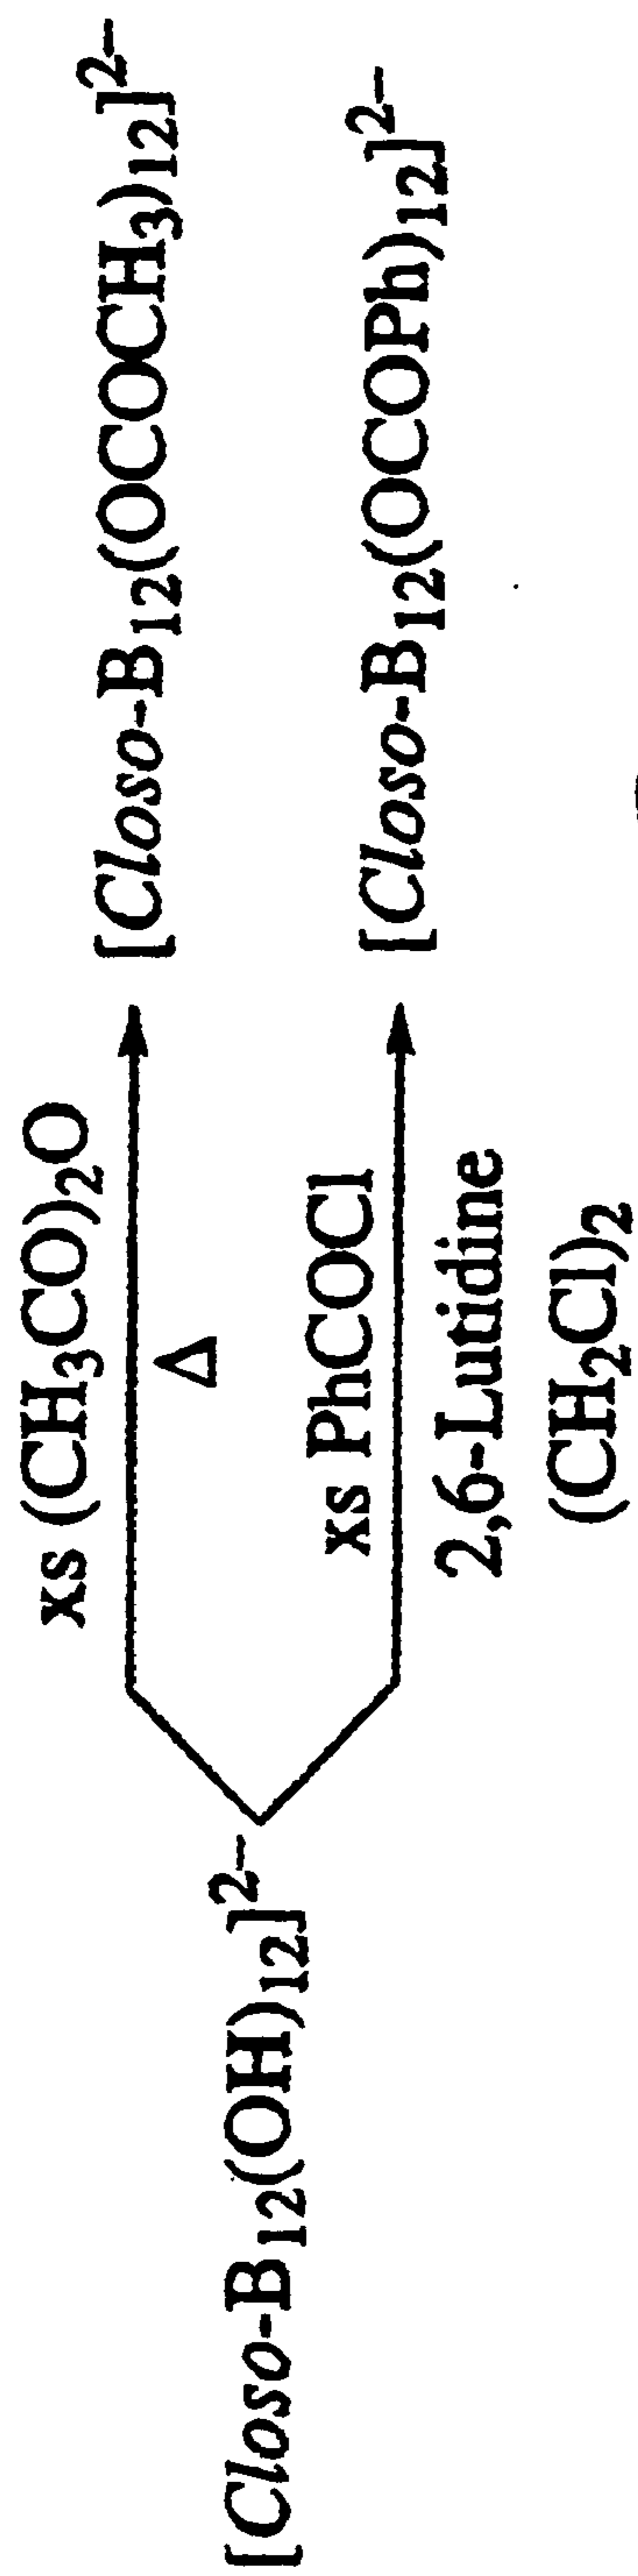 [Closo-B₁₂(OH)₁₂]²⁻
xs (CH₃CO)₂O
Δ
[Closo-B₁₂(OCOCH₃)₁₂]²⁻
xs PhCOCl
2,6-Lutidine
(CH₂Cl)₂
[Closo-B₁₂(OCOPh)₁₂]²⁻